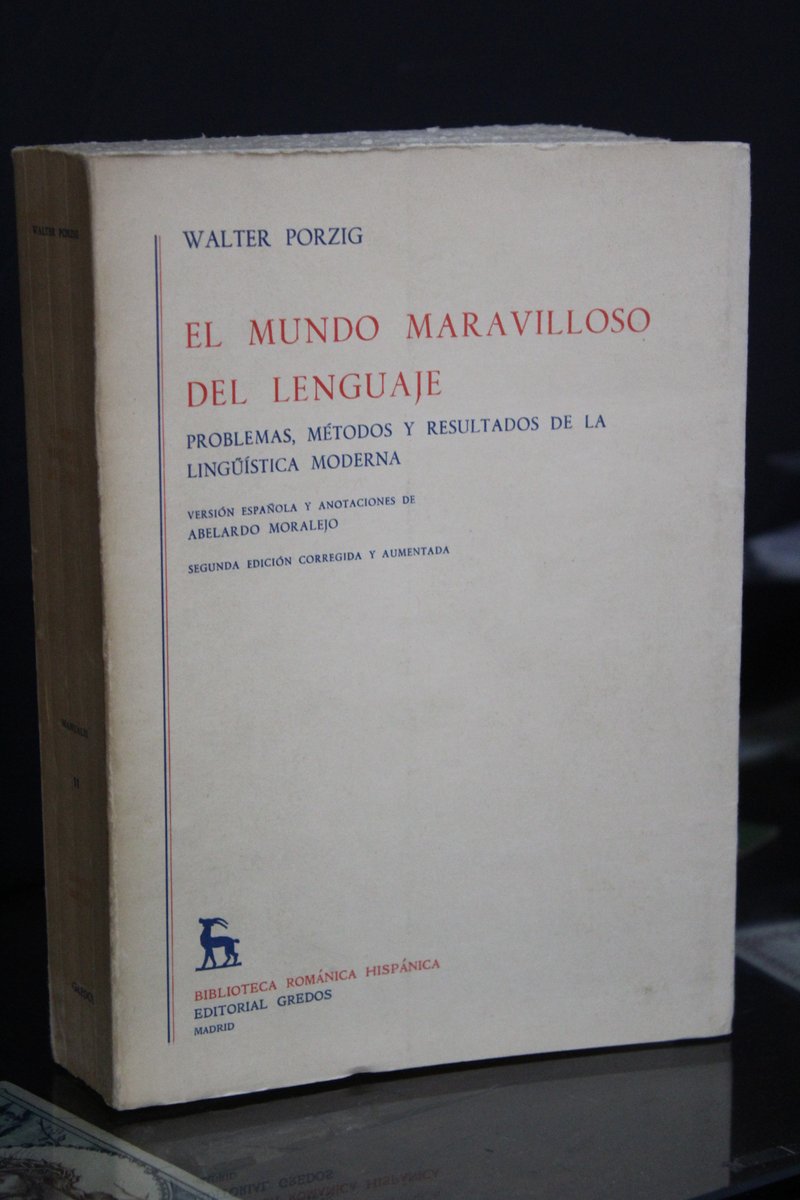 WALTER PORZIG
EL MUNDO MARAVILLOSO
DEL LENGUAJE
PROBLEMAS, MÉTODOS Y RESULTADOS DE LA
LINGÜÍSTICA MODERNA
VERSIÓN ESPAÑOLA Y ANOTACIONES DE
ABELARDO MORALEJO
SEGUNDA EDICIÓN CORREGIDA Y AUMENTADA
BIBLIOTECA ROMÁNICA HISPÁNICA
EDITORIAL GREDOS
MADRID
WALTER PORZIG
MANUALES
GREDOS